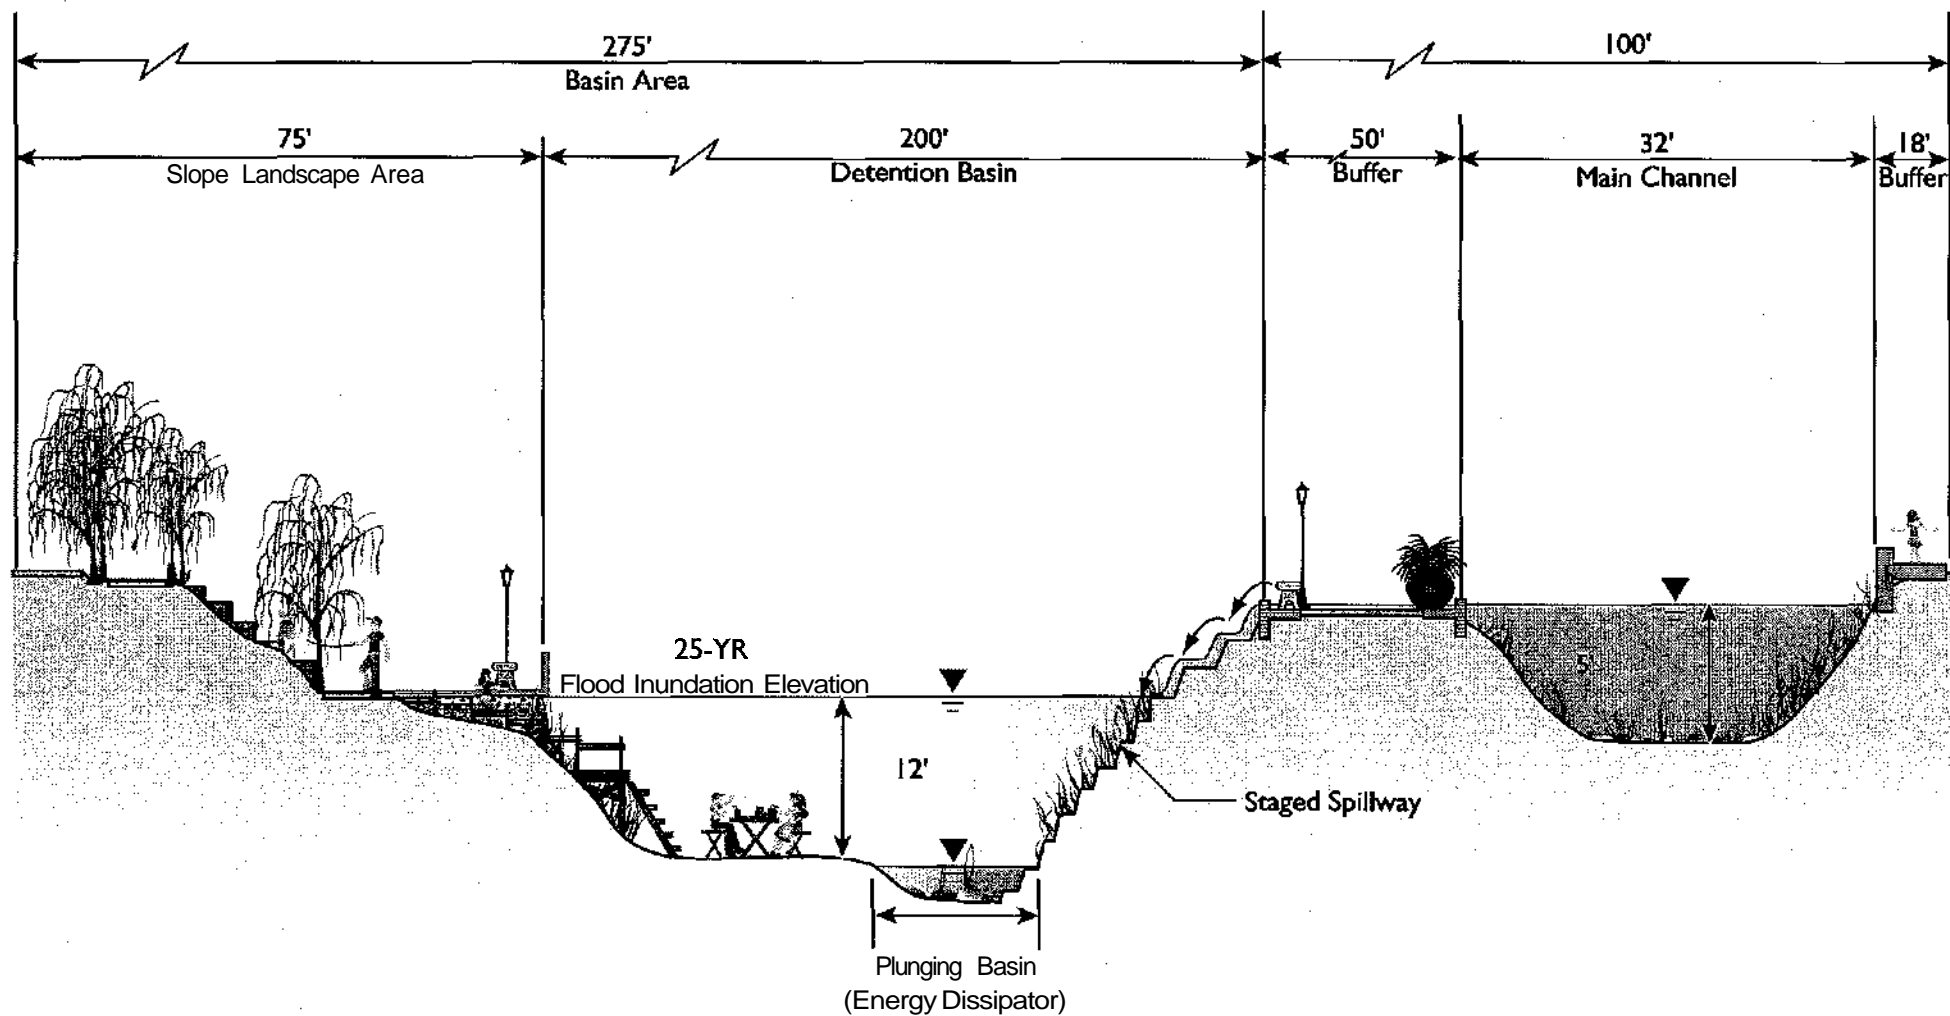 275'
Basin Area
100'
75'
Slope Landscape Area
200'
Detention Basin
50'
Buffer
32'
Main Channel
18'
Buffer
25-YR
Flood Inundation Elevation
12'
5'
Staged Spillway
Plunging Basin
(Energy Dissipator)